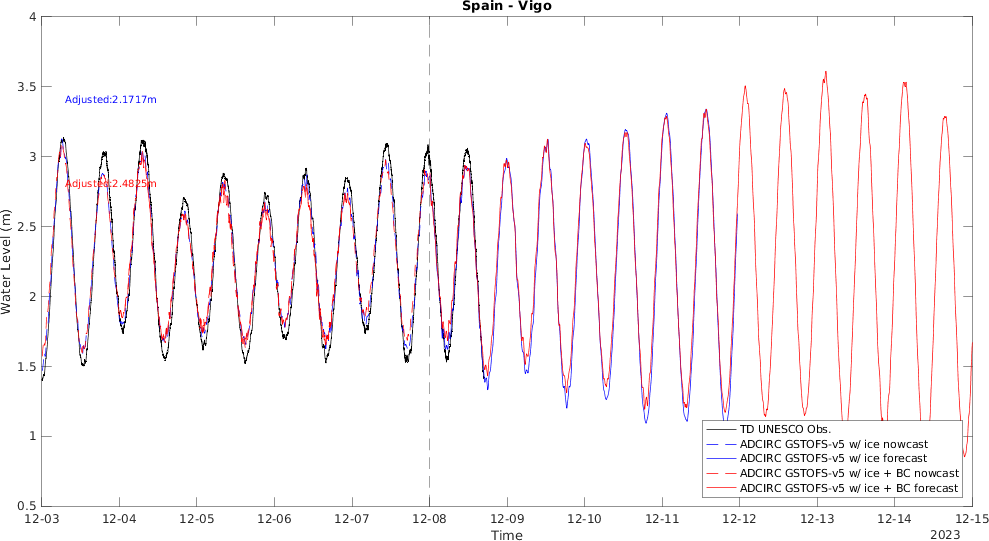 Spain - Vigo
4
3.5
3
2.5
2
1.5
1
0.5
Water Level (m)
Adjusted:2.1717m
Adjusted:2.4825m
TD UNESCO Obs.
ADCIRC GSTOFS-v5 w/ ice nowcast
ADCIRC GSTOFS-v5 w/ ice forecast
ADCIRC GSTOFS-v5 w/ ice + BC nowcast
ADCIRC GSTOFS-v5 w/ ice + BC forecast
12-03 12-04 12-05 12-06 12-07 12-08 12-09 12-10 12-11 12-12 12-13 12-14 12-15
Time
2023